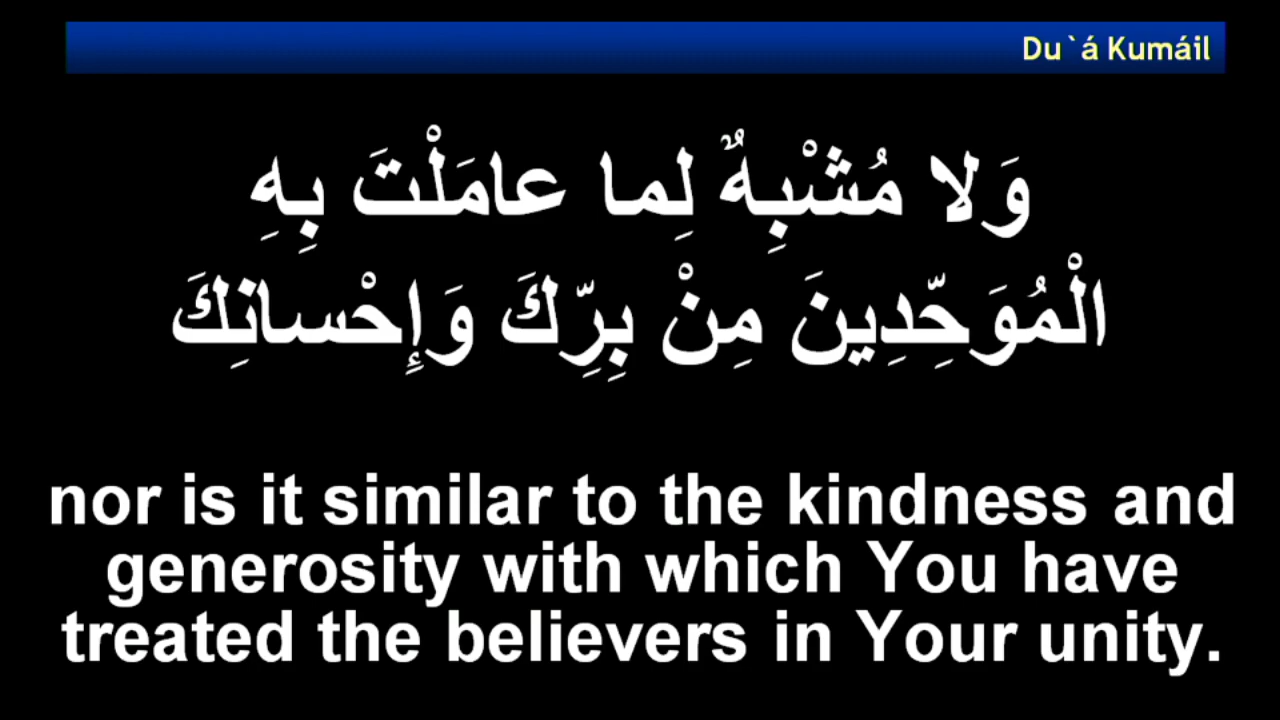 Du`á Kumáil
وَلا مُشْبِهٌ لِما عامَلْتَ بِهِ
الْمُوَحِّدِينَ مِنْ بِرِّكَ وَإِحْسانِكَ
nor is it similar to the kindness and
generosity with which You have
treated the believers in Your unity.